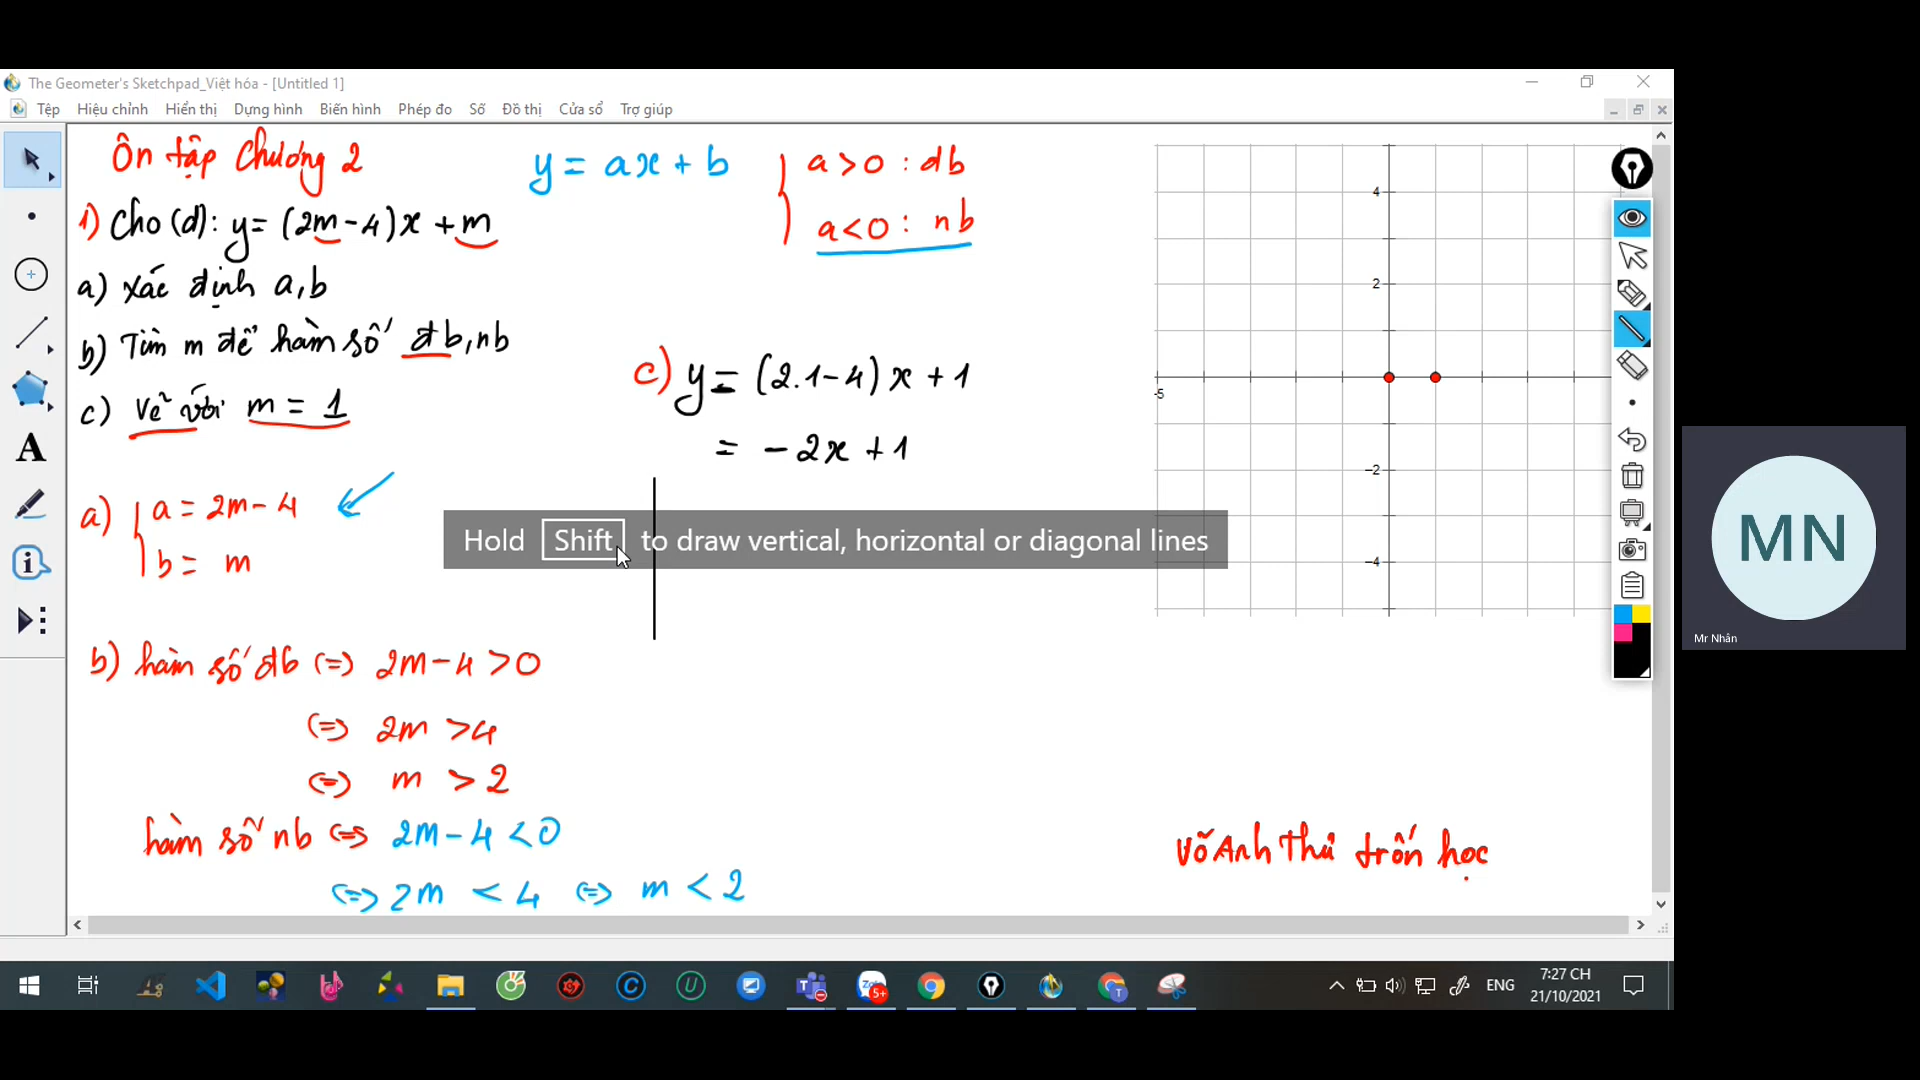 The Geometer's Sketchpad_Việt hóa - [Untitled 1]
Tệp Hiệu chỉnh Hiển thị Dựng hình Biến hình Phép đo Số Đồ thị Cửa sổ Trợ giúp
Ôn tập Chương 2
1) Cho (d): y = (2m - 4)x + m
a) Xác định a, b
b) Tìm m để hàm số đb, nb
c) Vẽ với m = 1
a) a = 2m - 4
b = m
b) hàm số đb (=) 2m - 4 > 0
(=) 2m > 4
(=) m > 2
hàm số nb (=) 2m - 4 < 0
(=) 2m < 4 (=) m < 2
y = ax + b
a > 0 : đb
a < 0 : nb
c) y = (2.1 - 4) x + 1
= - 2x + 1
Hold Shift to draw vertical, horizontal or diagonal lines
4
2
-5
-2
-4
Võ Anh Thư trốn học
A
MN
Mr Nhân
5+
T
ENG
7:27 CH
21/10/2021